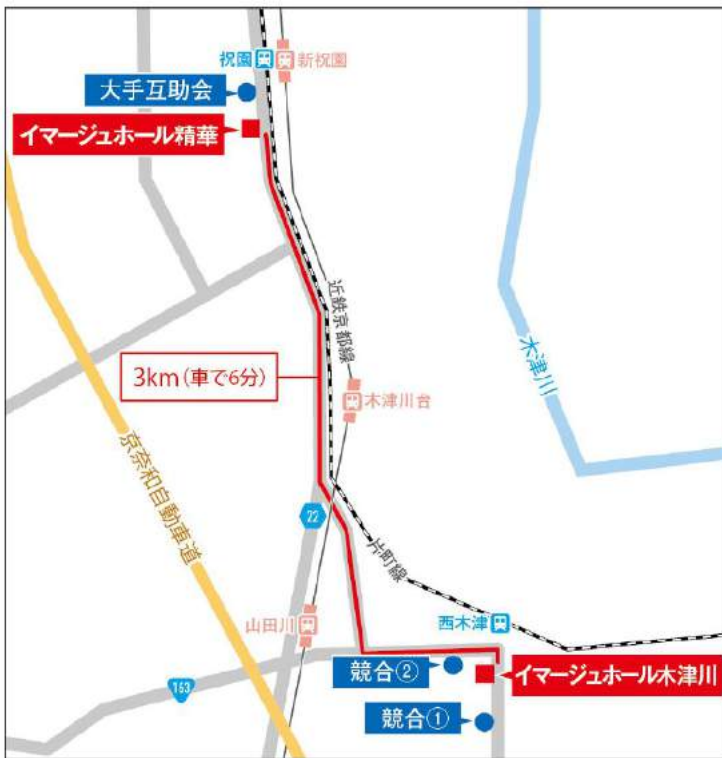 祝園
新祝園
大手互助会
イマージュホール精華
近鉄京都線
3km(車で6分)
木津川台
木津川
京奈和自動車道
22
片町線
山田川
西木津
163
競合②
イマージュホール木津川
競合①